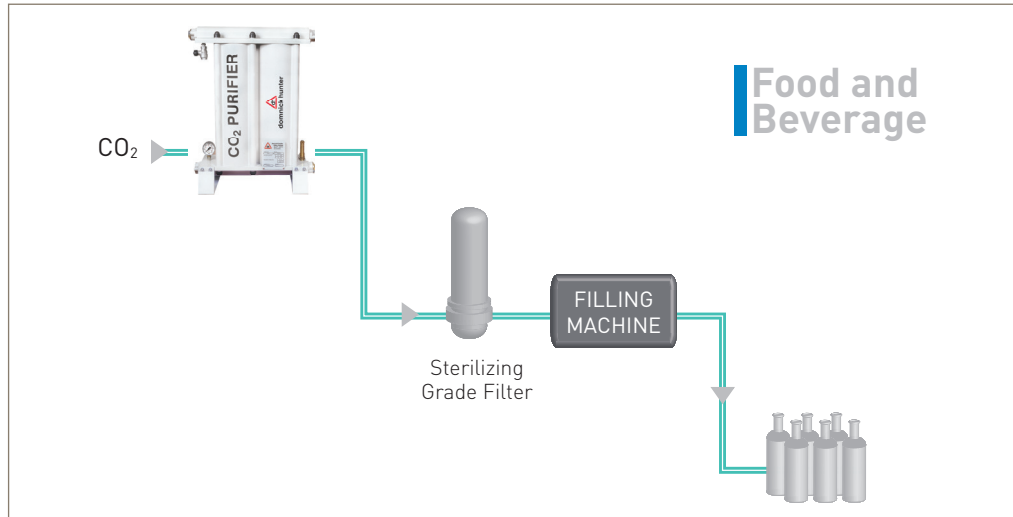 Food and
Beverage
CO₂
CO₂ PURIFIER
domnick hunter
Sterilizing
Grade Filter
FILLING
MACHINE